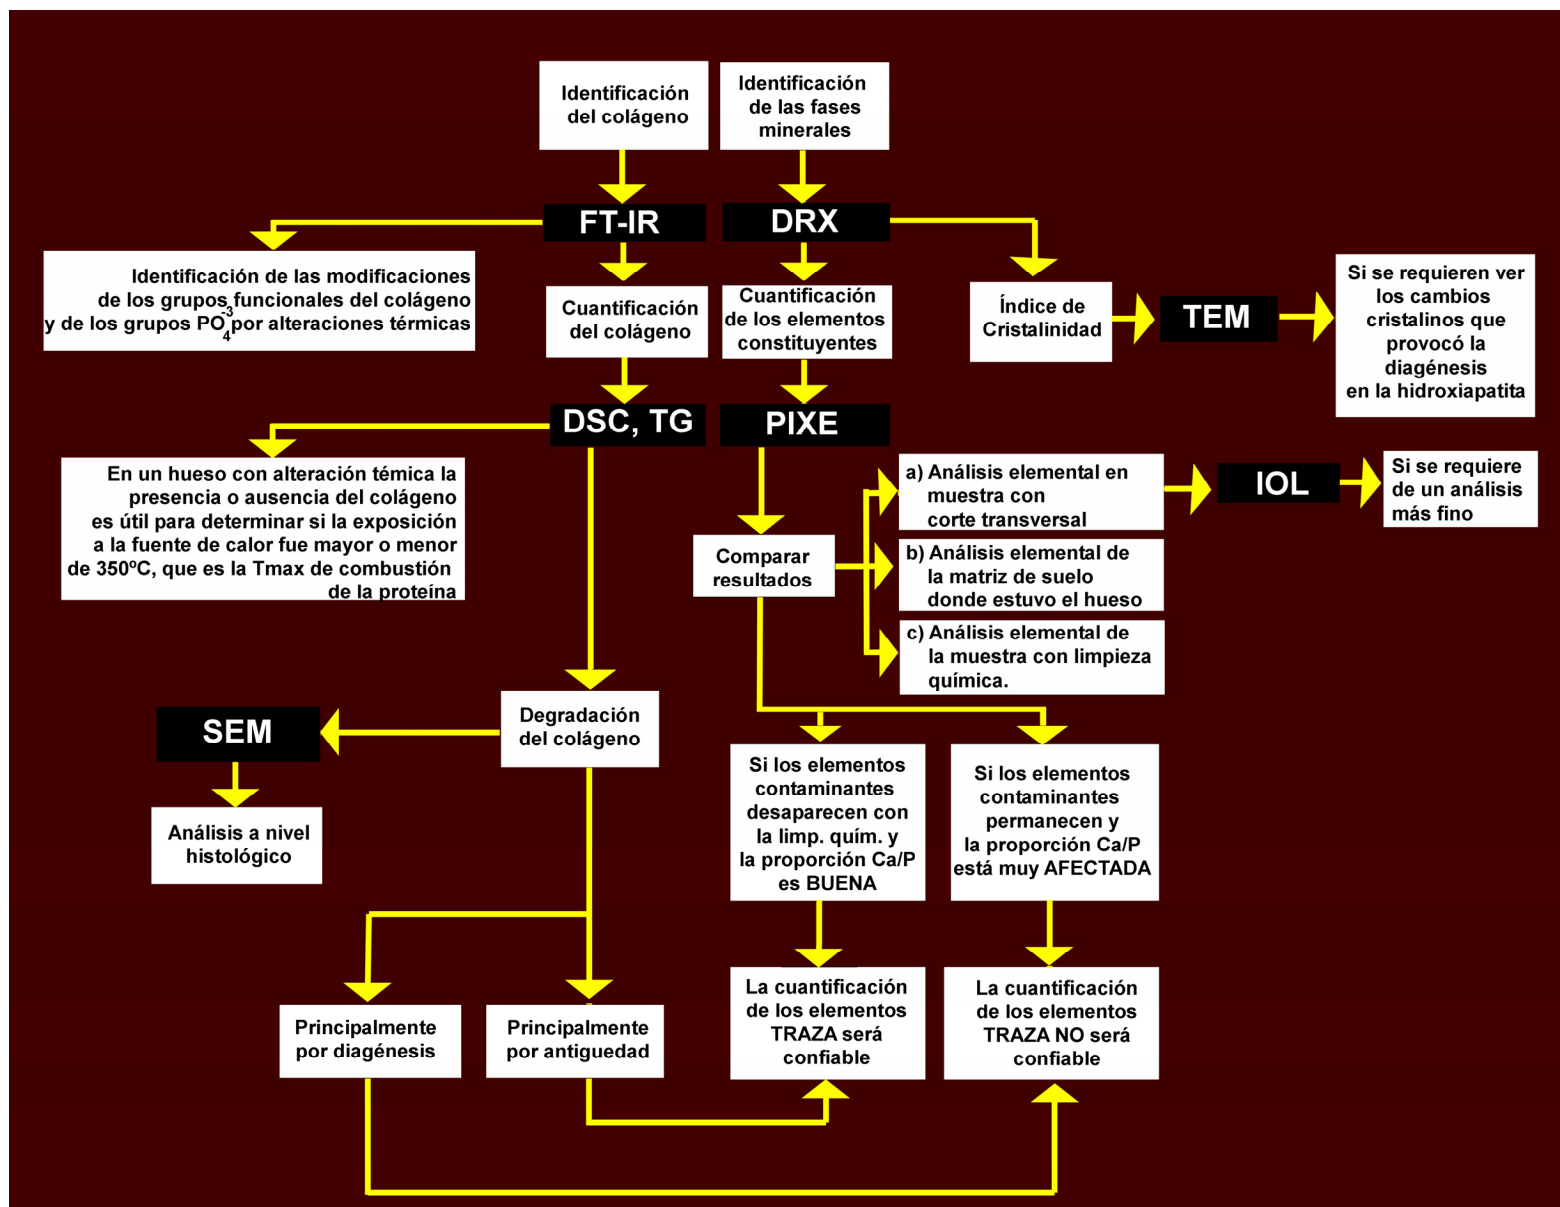 Identificación
del colágeno
Identificación
de las fases
minerales
FT-IR
DRX
Identificación de las modificaciones
de los grupos funcionales del colágeno
y de los grupos PO₄⁻³ por alteraciones térmicas
Cuantificación
del colágeno
Cuantificación
de los elementos
constituyentes
Índice de
Cristalinidad
TEM
Si se requieren ver
los cambios
cristalinos que
provocó la
diagénesis
en la hidroxiapatita
DSC, TG
PIXE
En un hueso con alteración témica la
presencia o ausencia del colágeno
es útil para determinar si la exposición
a la fuente de calor fue mayor o menor
de 350ºC, que es la Tmax de combustión
de la proteína
a) Análisis elemental en
muestra con
corte transversal
IOL
Si se requiere
de un análisis
más fino
Comparar
resultados
b) Análisis elemental de
la matriz de suelo
donde estuvo el hueso
c) Análisis elemental de
la muestra con limpieza
química.
Degradación
del colágeno
SEM
Análisis a nivel
histológico
Si los elementos
contaminantes
desaparecen con
la limp. quím. y
la proporción Ca/P
es BUENA
Si los elementos
contaminantes
permanecen y
la proporción Ca/P
está muy AFECTADA
Principalmente
por diagénesis
Principalmente
por antiguedad
La cuantificación
de los elementos
TRAZA será
confiable
La cuantificación
de los elementos
TRAZA NO será
confiable